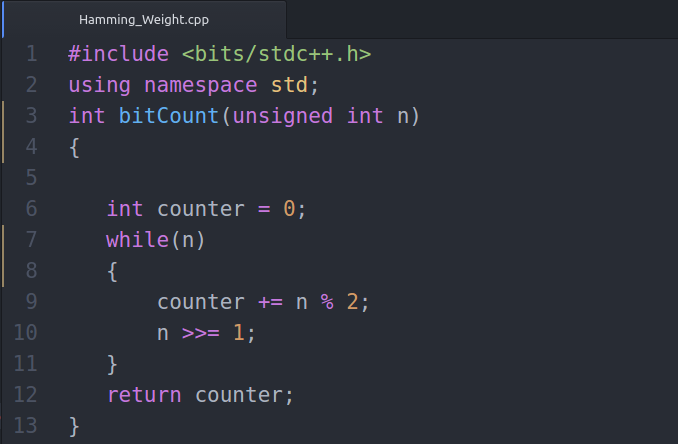 Hamming_Weight.cpp
1 #include <bits/stdc++.h>
2 using namespace std;
3 int bitCount(unsigned int n)
4 {
5
6    int counter = 0;
7    while(n)
8    {
9        counter += n % 2;
10        n >>= 1;
11    }
12    return counter;
13 }